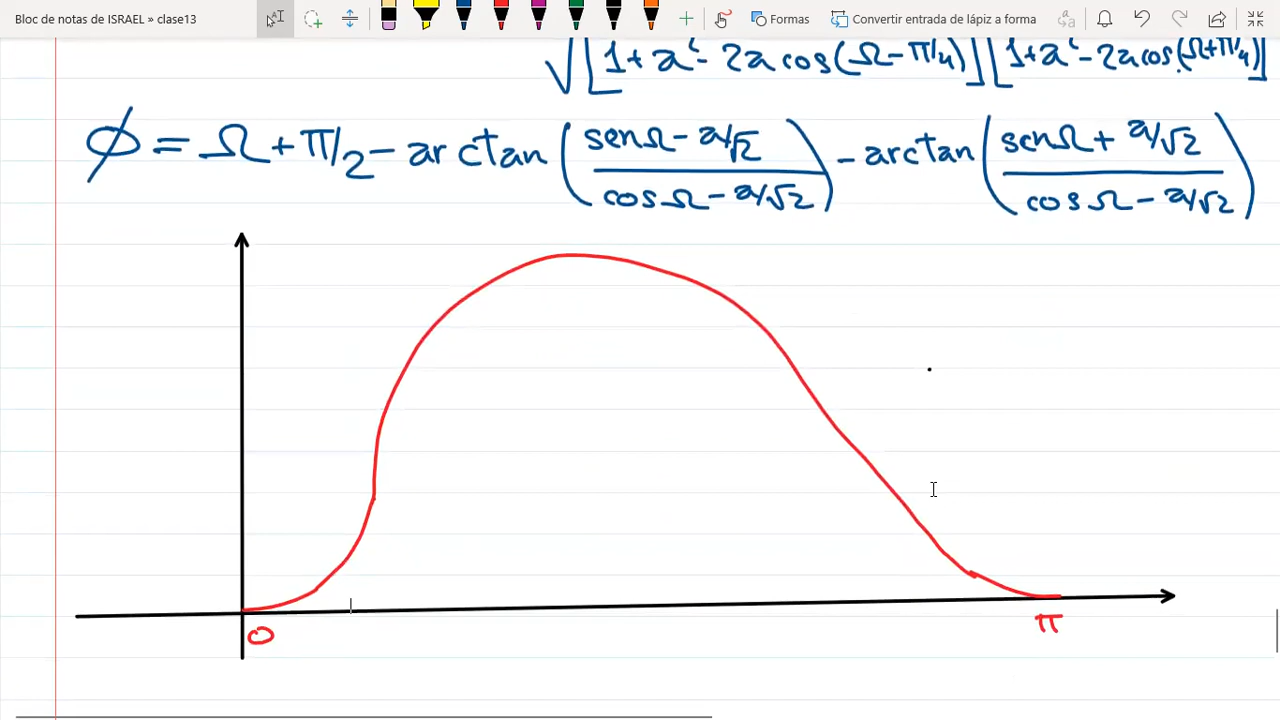 Bloc de notas de ISRAEL » clase13 Formas Convertir entrada de lápiz a forma
√[1+a²-2a cos(Ω-π/4)][1+a²-2a cos(Ω+π/4)]
φ = Ω + π/2 - arctan((senΩ - a/√2)/(cosΩ - a/√2)) - arctan((senΩ + a/√2)/(cosΩ - a/√2))
0 π